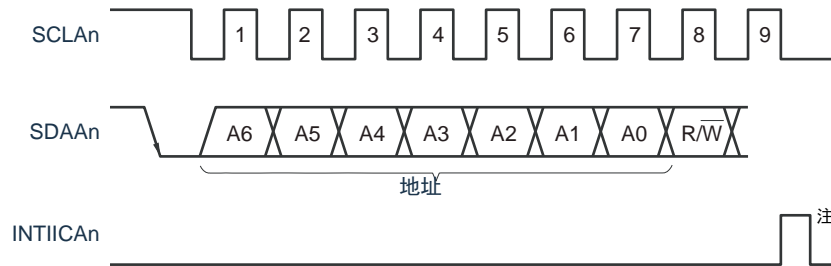 SCLAn 1 2 3 4 5 6 7 8 9
SDAAn A6 A5 A4 A3 A2 A1 A0 R/W
地址
注
INTIICAn